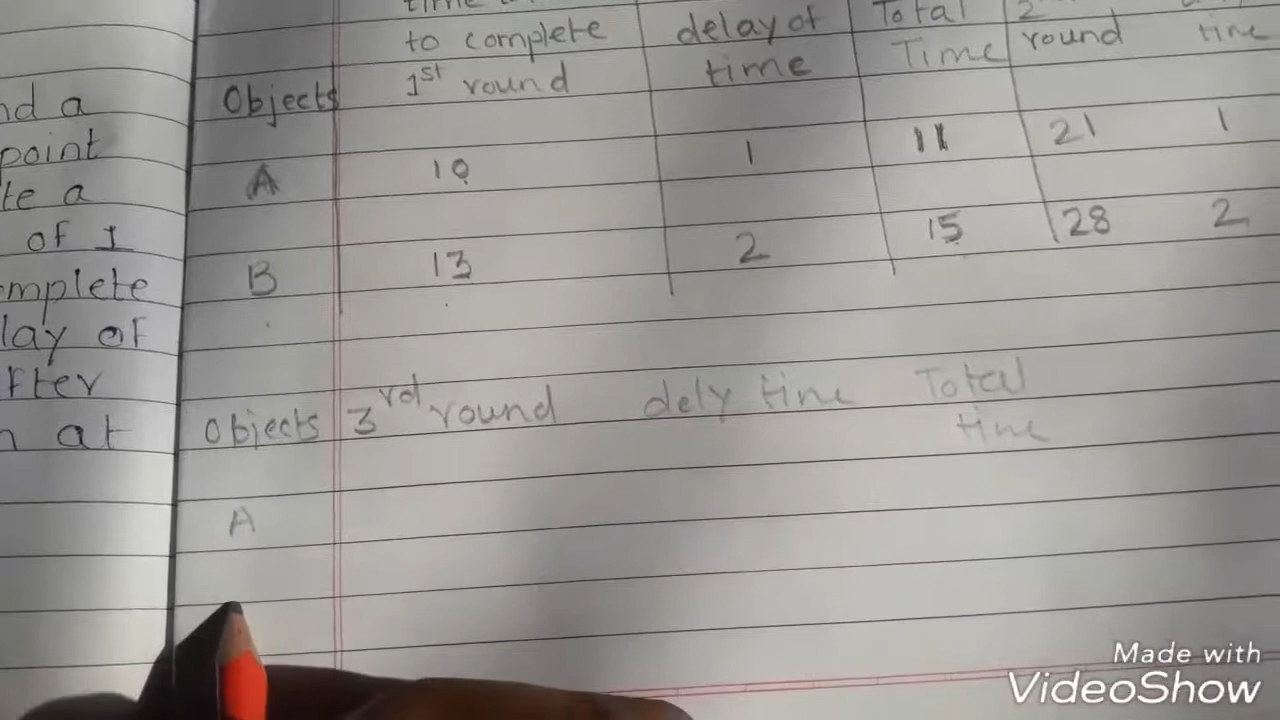 nd a
point
te a
of 1
mplete
lay of
fter
n at
Objects
to complete
1st round
delay of
time
Total
Time
round
time
A 10 1 11 21 1
B 13 2 15 28 2
Objects 3rd round dely time Total
time
A
Made with
VideoShow